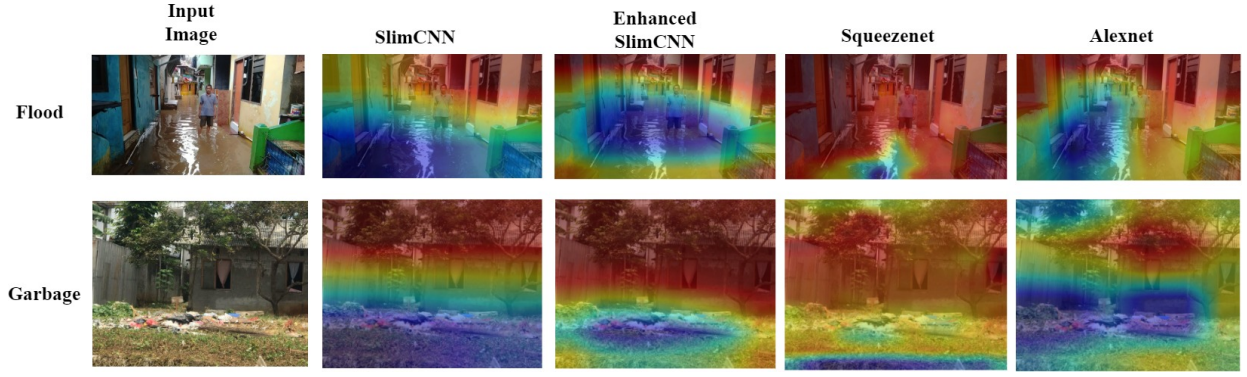 Input
Image
SlimCNN
Enhanced
SlimCNN
Squeezenet
Alexnet
Flood
Garbage